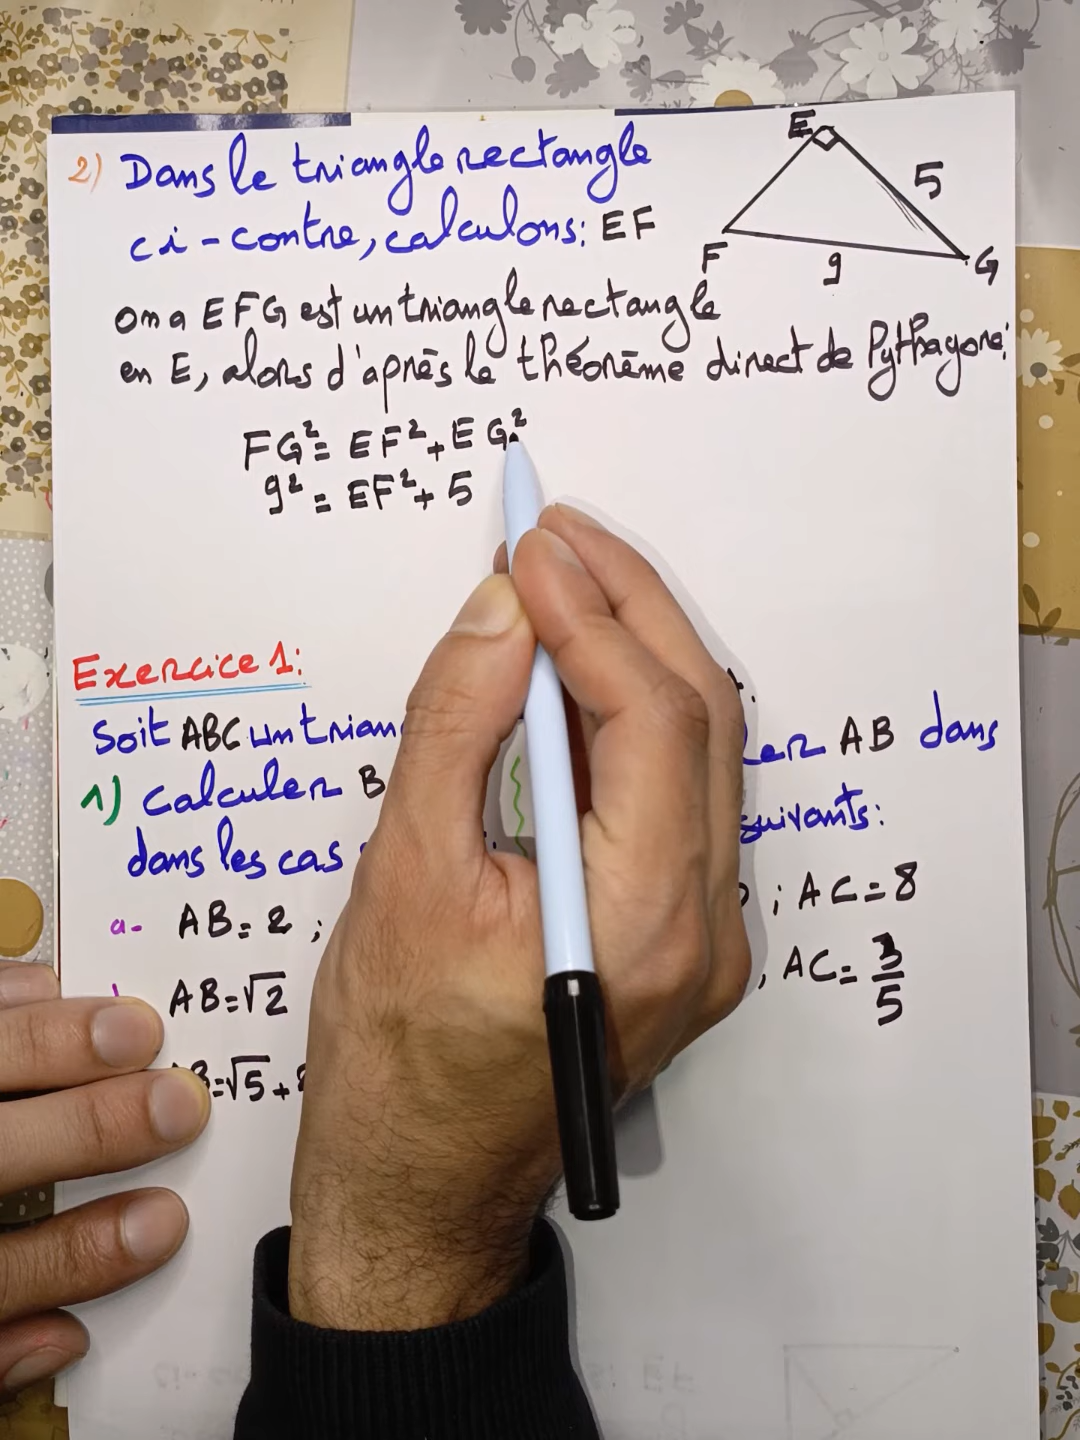 2) Dans le triangle rectangle
ci-contre, calculons: EF
E
5
F
9
G
on a EFG est un triangle rectangle
en E, alors d'après le théorème direct de Pythagore:
FG² = EF² + EG²
9² = EF² + 5
Exercice 1:
Soit ABC un
1) Calculer
AB dans
dans les cas
suivants:
a- AB = 2 ;
; AC = 8
AB = √2
, AC = 3/5
B = √5 +